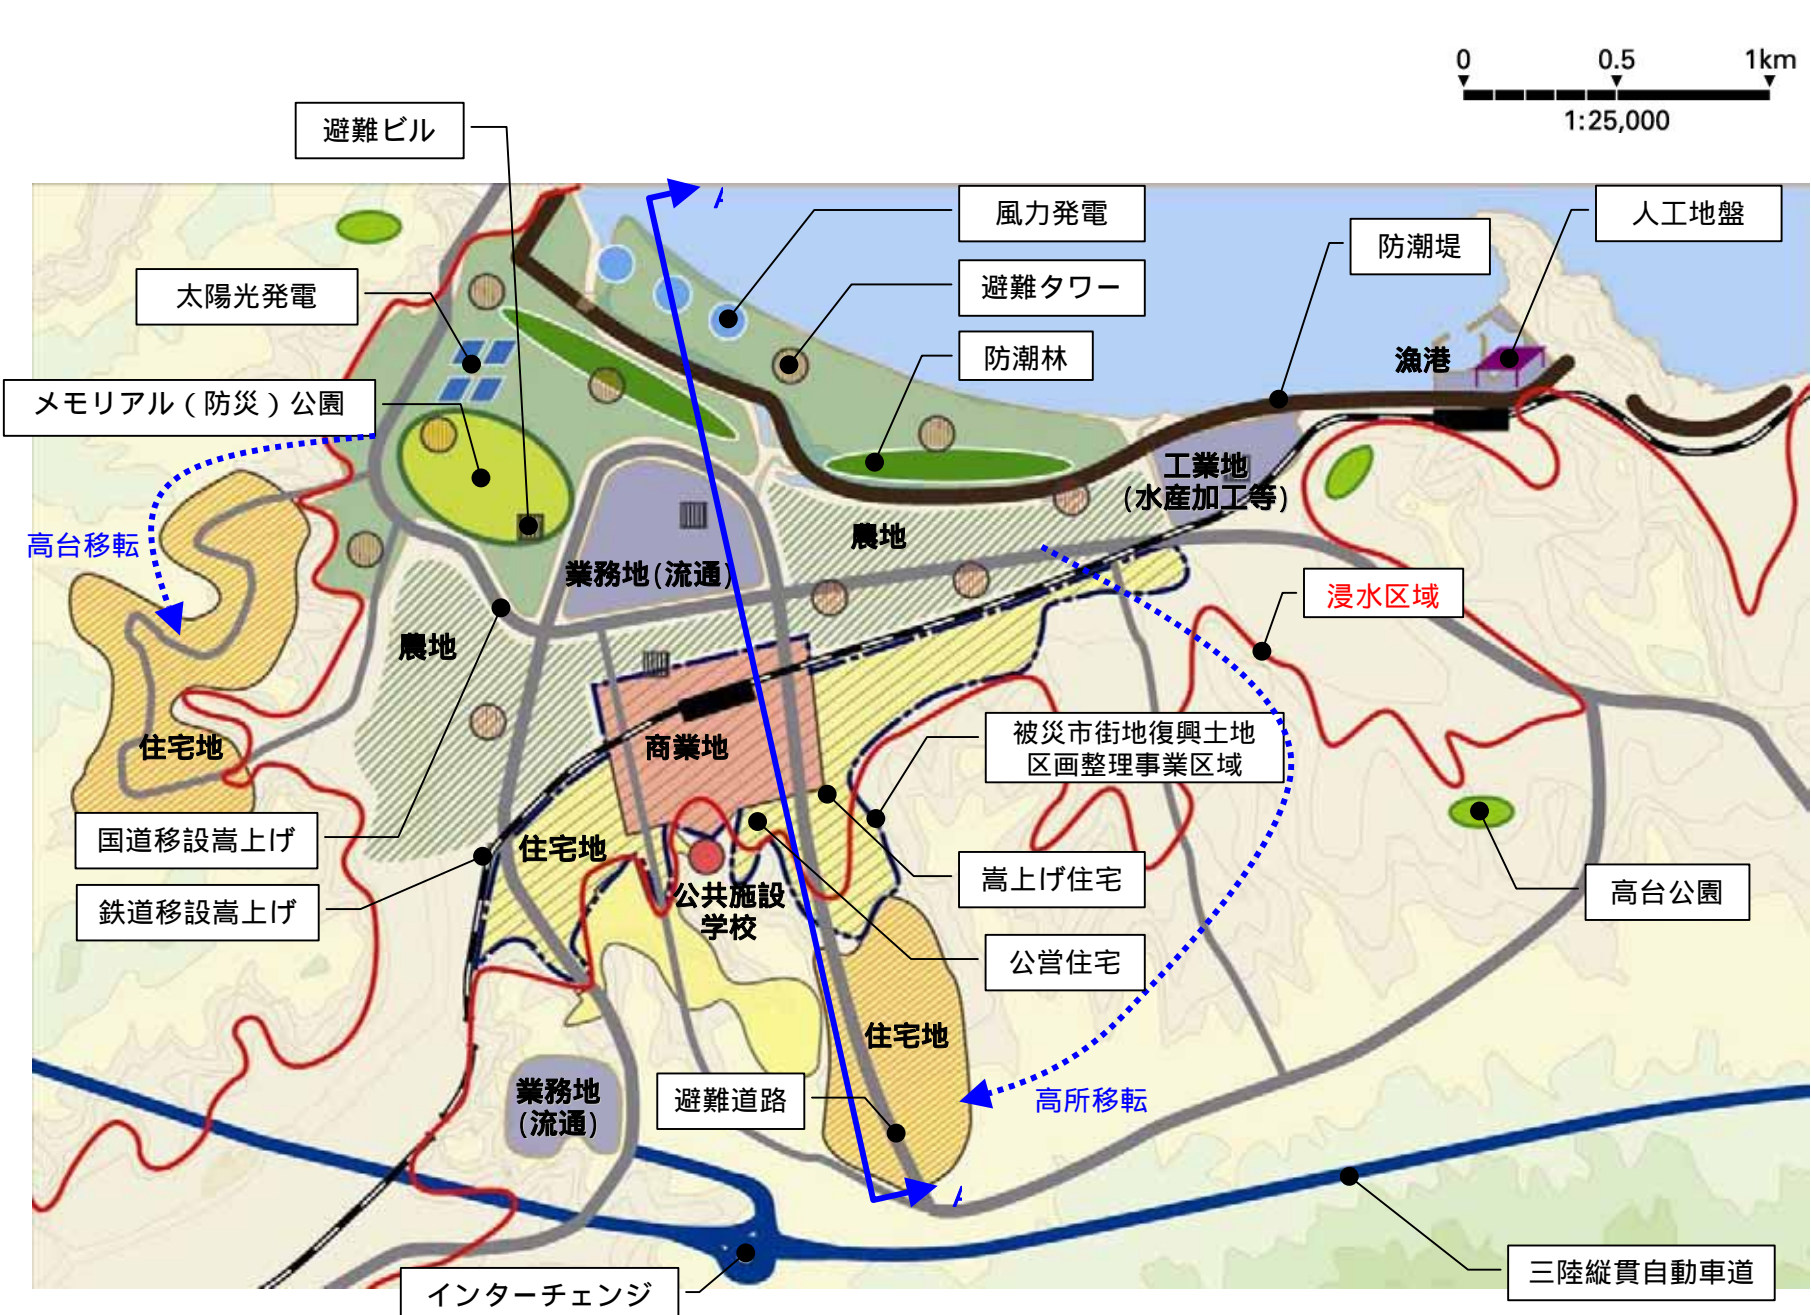 0 0.5 1km
1:25,000
避難ビル
風力発電
人工地盤
防潮堤
太陽光発電
避難タワー
防潮林
漁港
メモリアル（防災）公園
工業地
(水産加工等)
高台移転
農地
業務地(流通)
浸水区域
農地
住宅地
商業地
被災市街地復興土地
区画整理事業区域
国道移設嵩上げ
住宅地
嵩上げ住宅
高台公園
鉄道移設嵩上げ
公共施設
学校
公営住宅
住宅地
業務地
(流通)
避難道路
高所移転
インターチェンジ
三陸縦貫自動車道